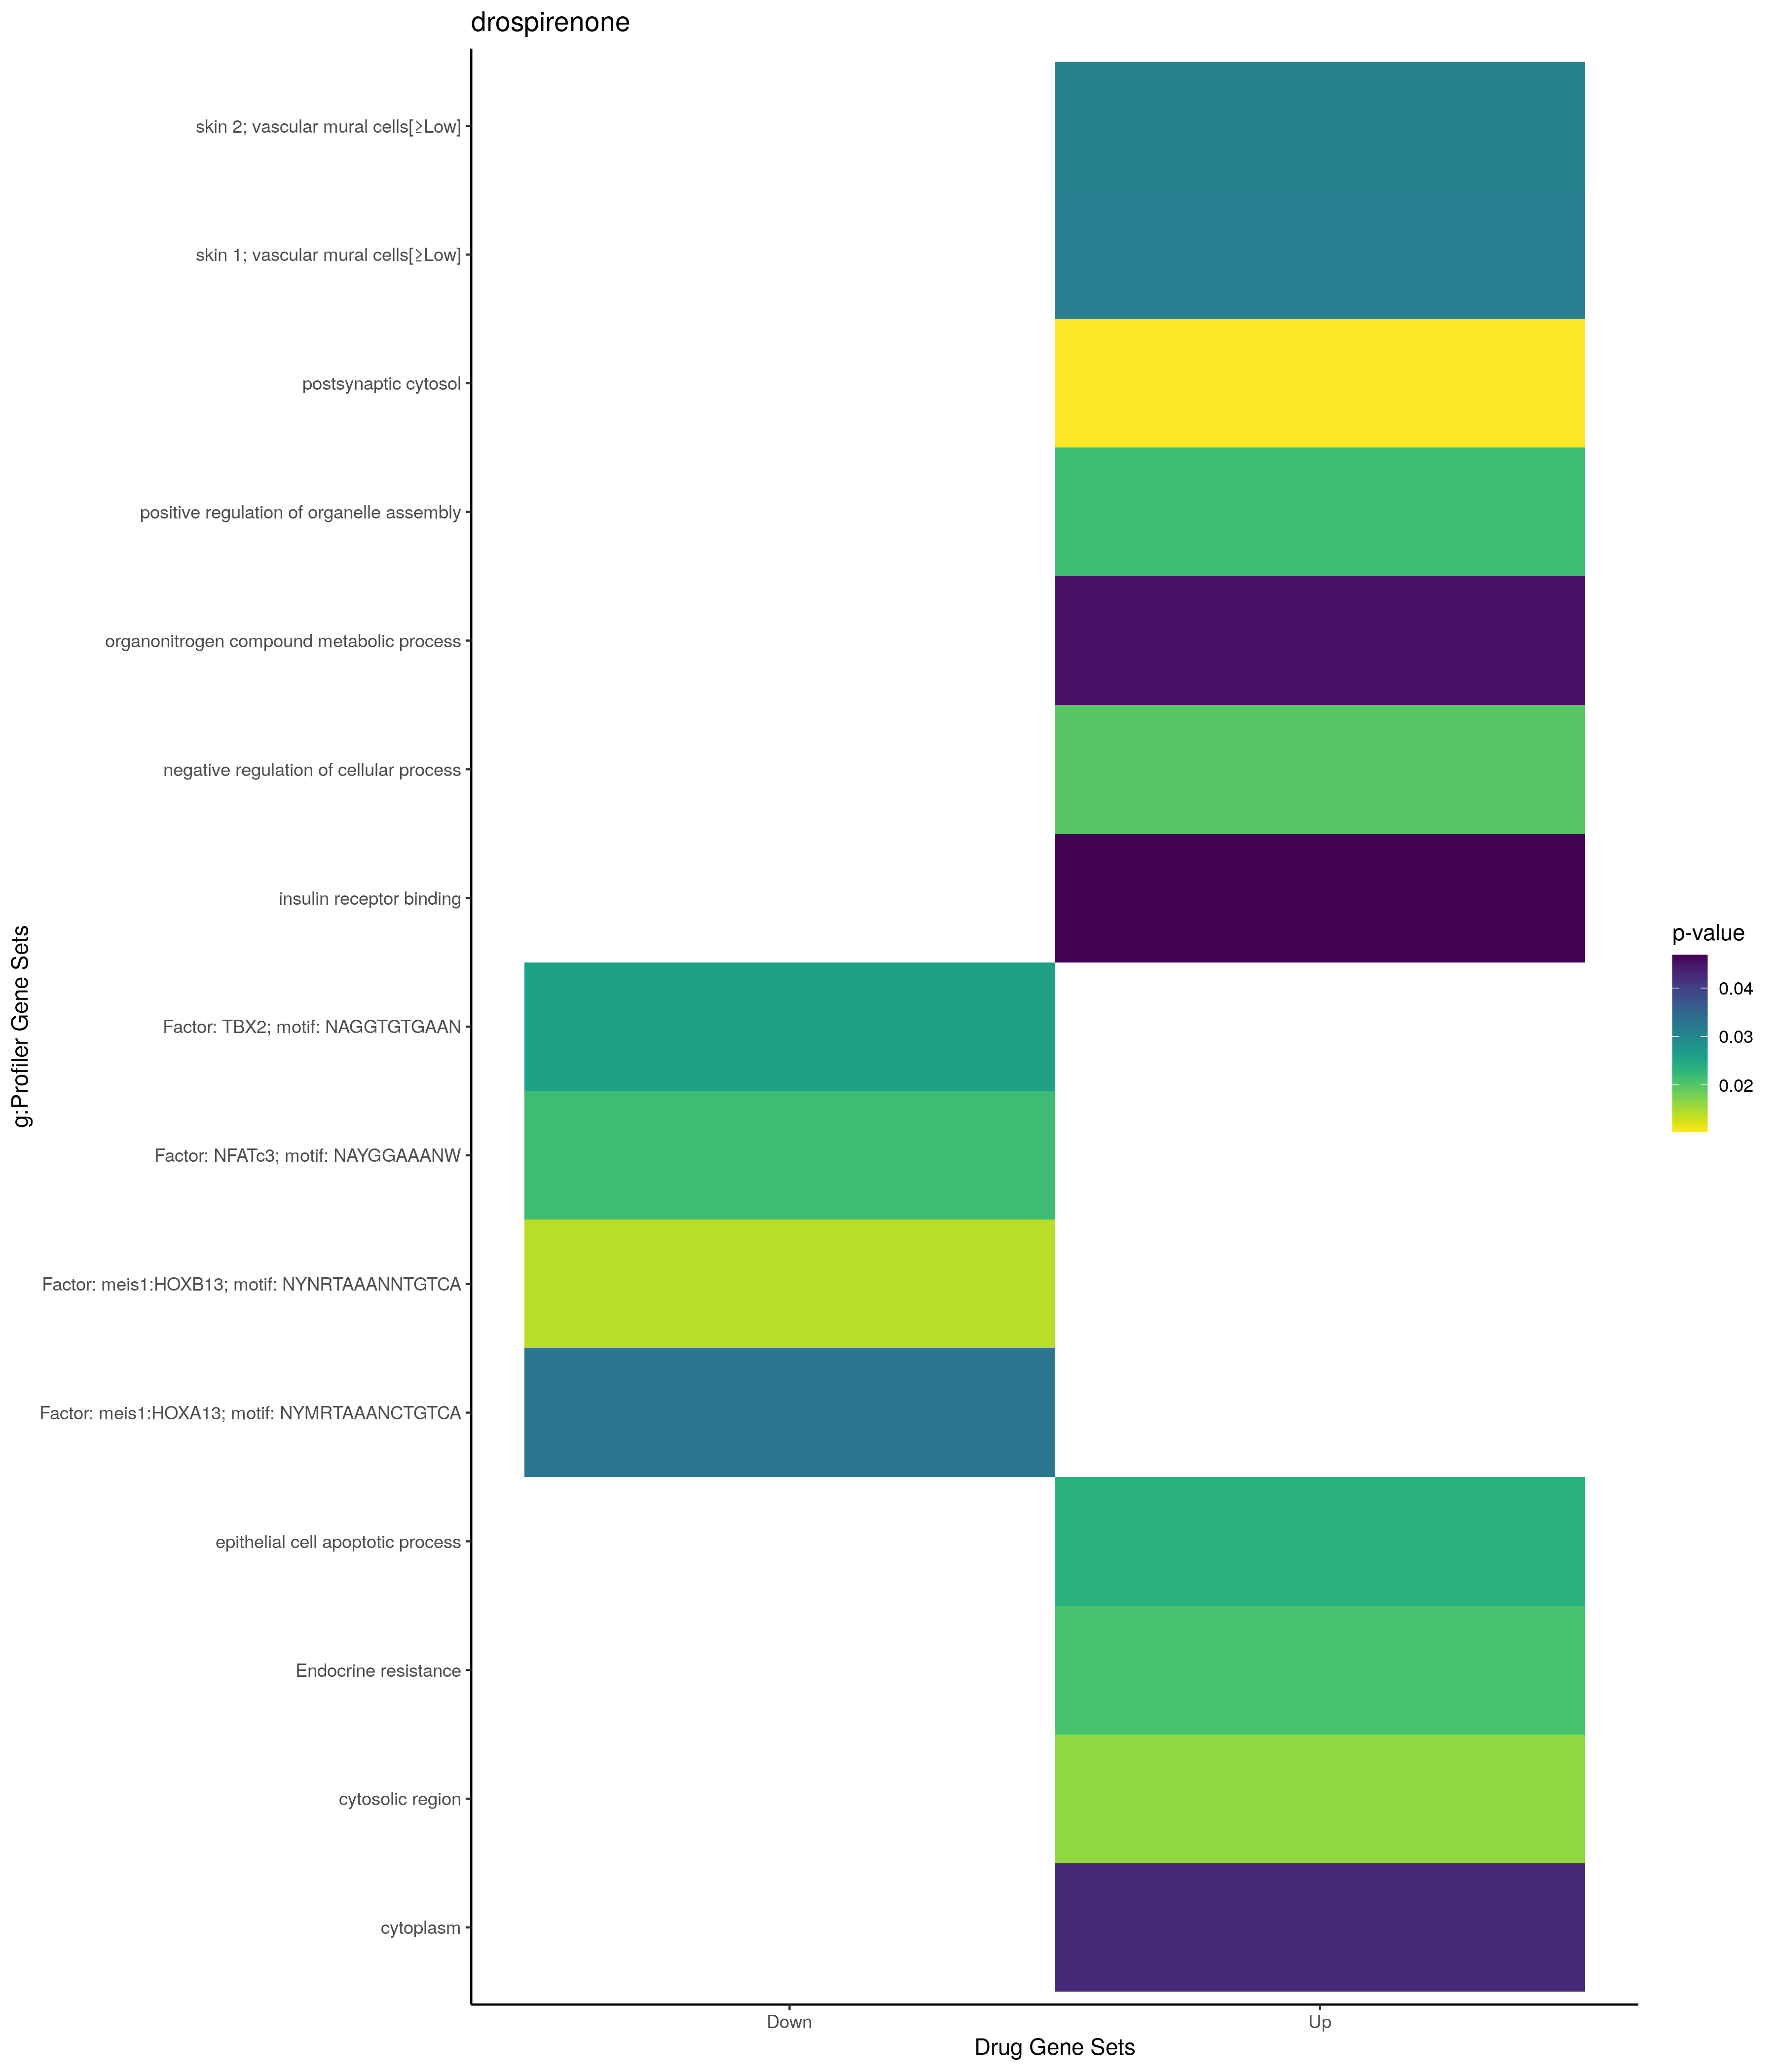 drospirenone
skin 2; vascular mural cells[≥Low]
skin 1; vascular mural cells[≥Low]
postsynaptic cytosol
positive regulation of organelle assembly
organonitrogen compound metabolic process
negative regulation of cellular process
insulin receptor binding
Factor: TBX2; motif: NAGGTGTGAAN
Factor: NFATc3; motif: NAYGGAAANW
Factor: meis1:HOXB13; motif: NYNRTAAANNTGTCA
Factor: meis1:HOXA13; motif: NYMRTAAANCTGTCA
epithelial cell apoptotic process
Endocrine resistance
cytosolic region
cytoplasm
g:Profiler Gene Sets
Down
Up
Drug Gene Sets
p-value
0.04
0.03
0.02